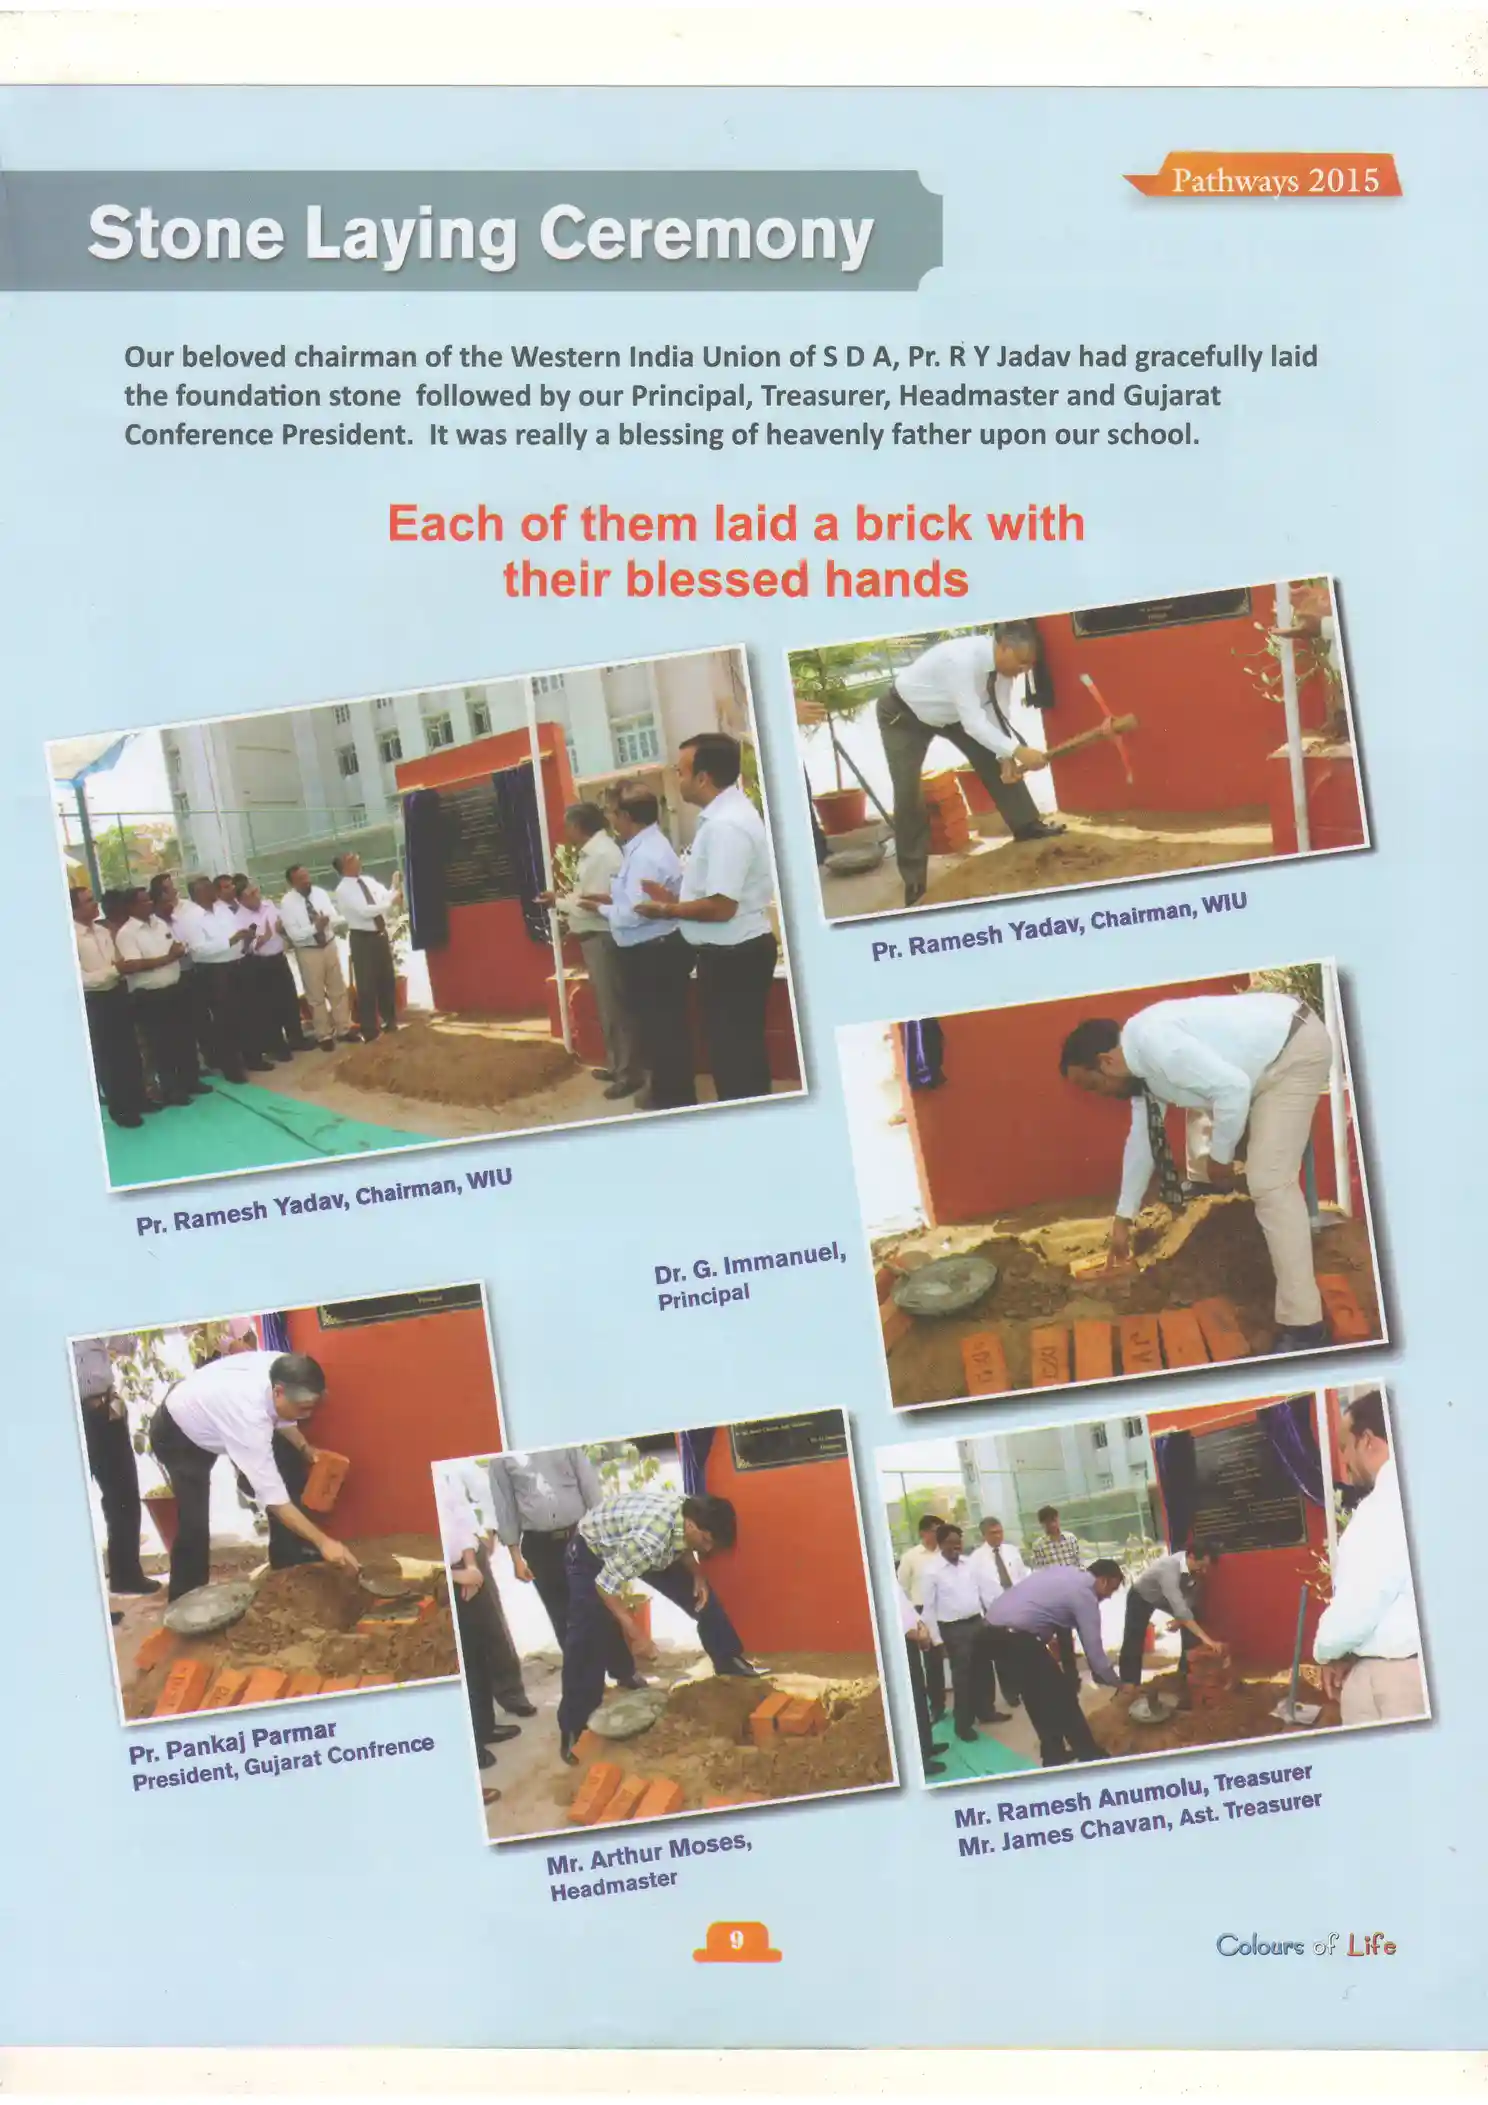 Pathways 2015
Stone Laying Ceremony
Our beloved chairman of the Western India Union of S D A, Pr. R Y Jadav had gracefully laid
the foundation stone followed by our Principal, Treasurer, Headmaster and Gujarat
Conference President. It was really a blessing of heavenly father upon our school.
Each of them laid a brick with
their blessed hands
Pr. Ramesh Yadav, Chairman, WIU
Pr. Ramesh Yadav, Chairman, WIU
Dr. G. Immanuel,
Principal
Pr. Pankaj Parmar
President, Gujarat Confrence
Mr. Arthur Moses,
Headmaster
Mr. Ramesh Anumolu, Treasurer
Mr. James Chavan, Ast. Treasurer
9
Colours of Life